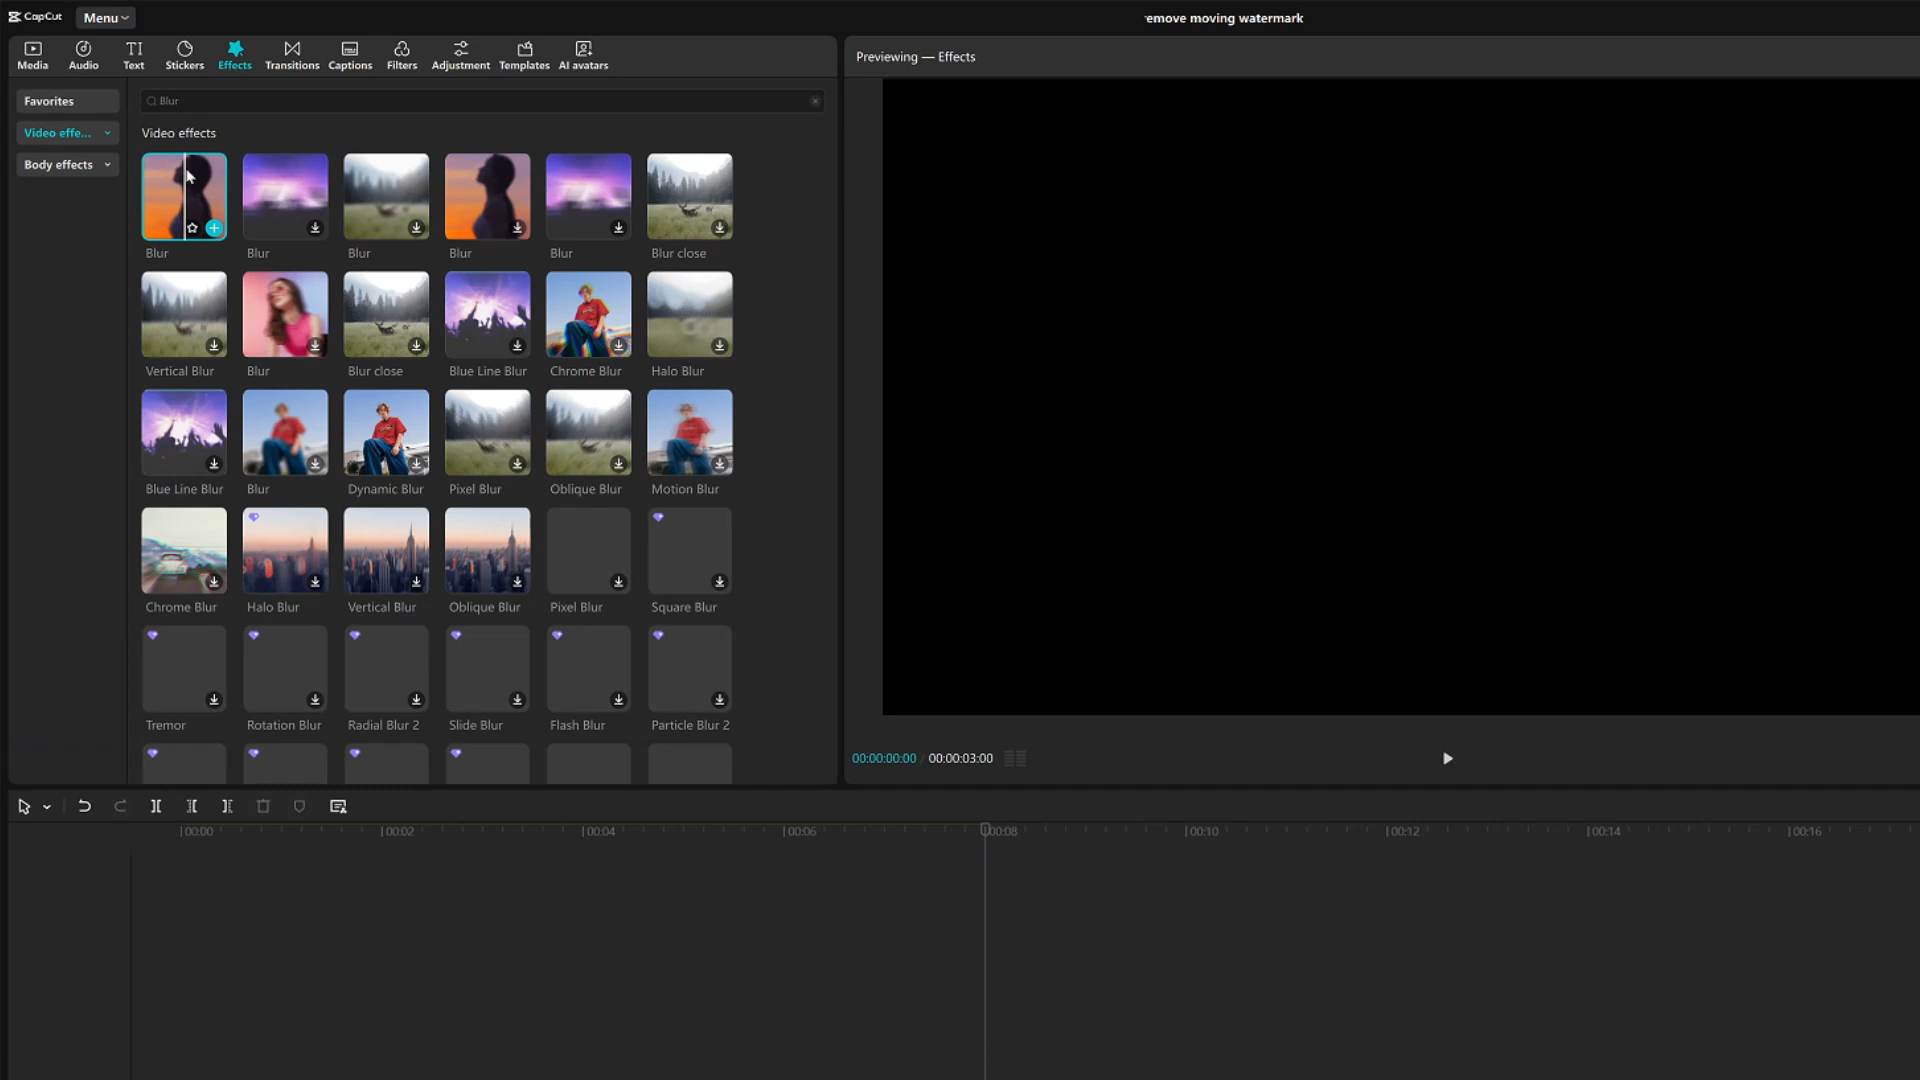 CapCut
Menu
emove moving watermark
Media
Audio
Text
Stickers
Effects
Transitions
Captions
Filters
Adjustment
Templates
AI avatars
Previewing — Effects
Favorites
Blur
Video effe...
Video effects
Body effects
Blur
Blur
Blur
Blur
Blur
Blur close
Vertical Blur
Blur
Blur close
Blue Line Blur
Chrome Blur
Halo Blur
Blue Line Blur
Blur
Dynamic Blur
Pixel Blur
Oblique Blur
Motion Blur
Chrome Blur
Halo Blur
Vertical Blur
Oblique Blur
Pixel Blur
Square Blur
Tremor
Rotation Blur
Radial Blur 2
Slide Blur
Flash Blur
Particle Blur 2
00:00:00:00 / 00:00:03:00
00:00
00:02
00:04
00:06
00:08
00:10
00:12
00:14
00:16